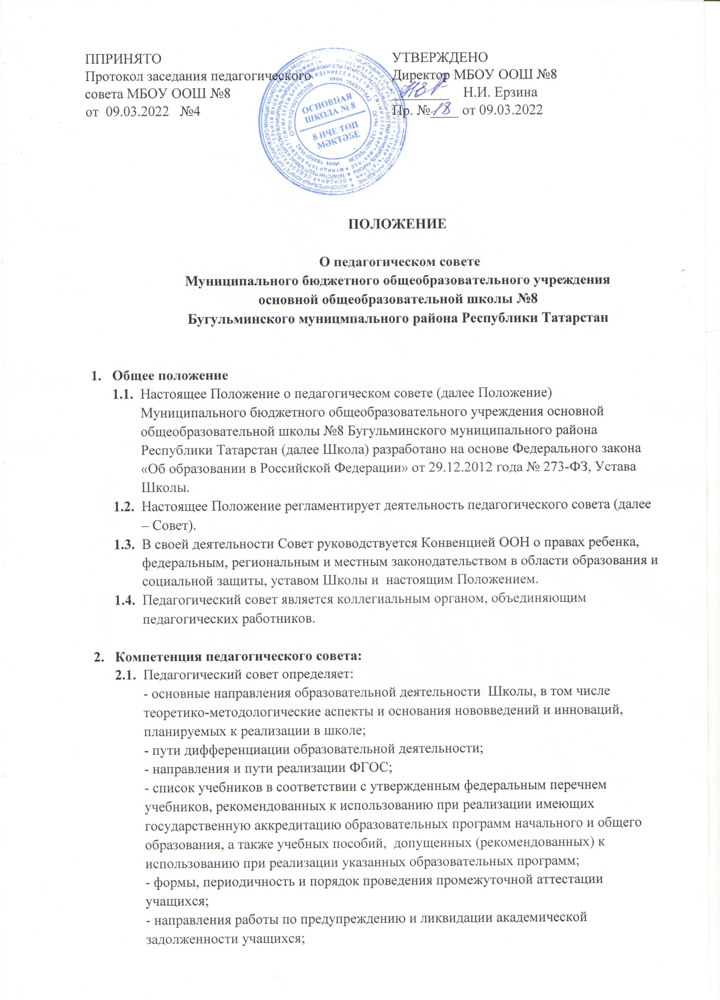 ППРИНЯТО
Протокол заседания педагогического
совета МБОУ ООШ №8
от 09.03.2022 №4
УТВЕРЖДЕНО
Директор МБОУ ООШ №8
________ Н.И. Ерзина
Пр. № 18 от 09.03.2022
ИНН 1645011542
ОГРН 1021601765239
ОСНОВНАЯ
ШКОЛА № 8
8 НЧЕ ТӨП
МӘКТӘБЕ
ИНН 1645011542
ОГРН 1021601765239
ПОЛОЖЕНИЕ
О педагогическом совете
Муниципального бюджетного общеобразовательного учреждения
основной общеобразовательной школы №8
Бугульминского муницмпального района Республики Татарстан
1. Общее положение
1.1. Настоящее Положение о педагогическом совете (далее Положение)
Муниципального бюджетного общеобразовательного учреждения основной
общеобразовательной школы №8 Бугульминского муниципального района
Республики Татарстан (далее Школа) разработано на основе Федерального закона
«Об образовании в Российской Федерации» от 29.12.2012 года № 273-ФЗ, Устава
Школы.
1.2. Настоящее Положение регламентирует деятельность педагогического совета (далее
– Совет).
1.3. В своей деятельности Совет руководствуется Конвенцией ООН о правах ребенка,
федеральным, региональным и местным законодательством в области образования и
социальной защиты, уставом Школы и настоящим Положением.
1.4. Педагогический совет является коллегиальным органом, объединяющим
педагогических работников.
2. Компетенция педагогического совета:
2.1. Педагогический совет определяет:
- основные направления образовательной деятельности Школы, в том числе
теоретико-методологические аспекты и основания нововведений и инноваций,
планируемых к реализации в школе;
- пути дифференциации образовательной деятельности;
- направления и пути реализации ФГОС;
- список учебников в соответствии с утвержденным федеральным перечнем
учебников, рекомендованных к использованию при реализации имеющих
государственную аккредитацию образовательных программ начального и общего
образования, а также учебных пособий, допущенных (рекомендованных) к
использованию при реализации указанных образовательных программ;
- формы, периодичность и порядок проведения промежуточной аттестации
учащихся;
- направления работы по предупреждению и ликвидации академической
задолженности учащихся;